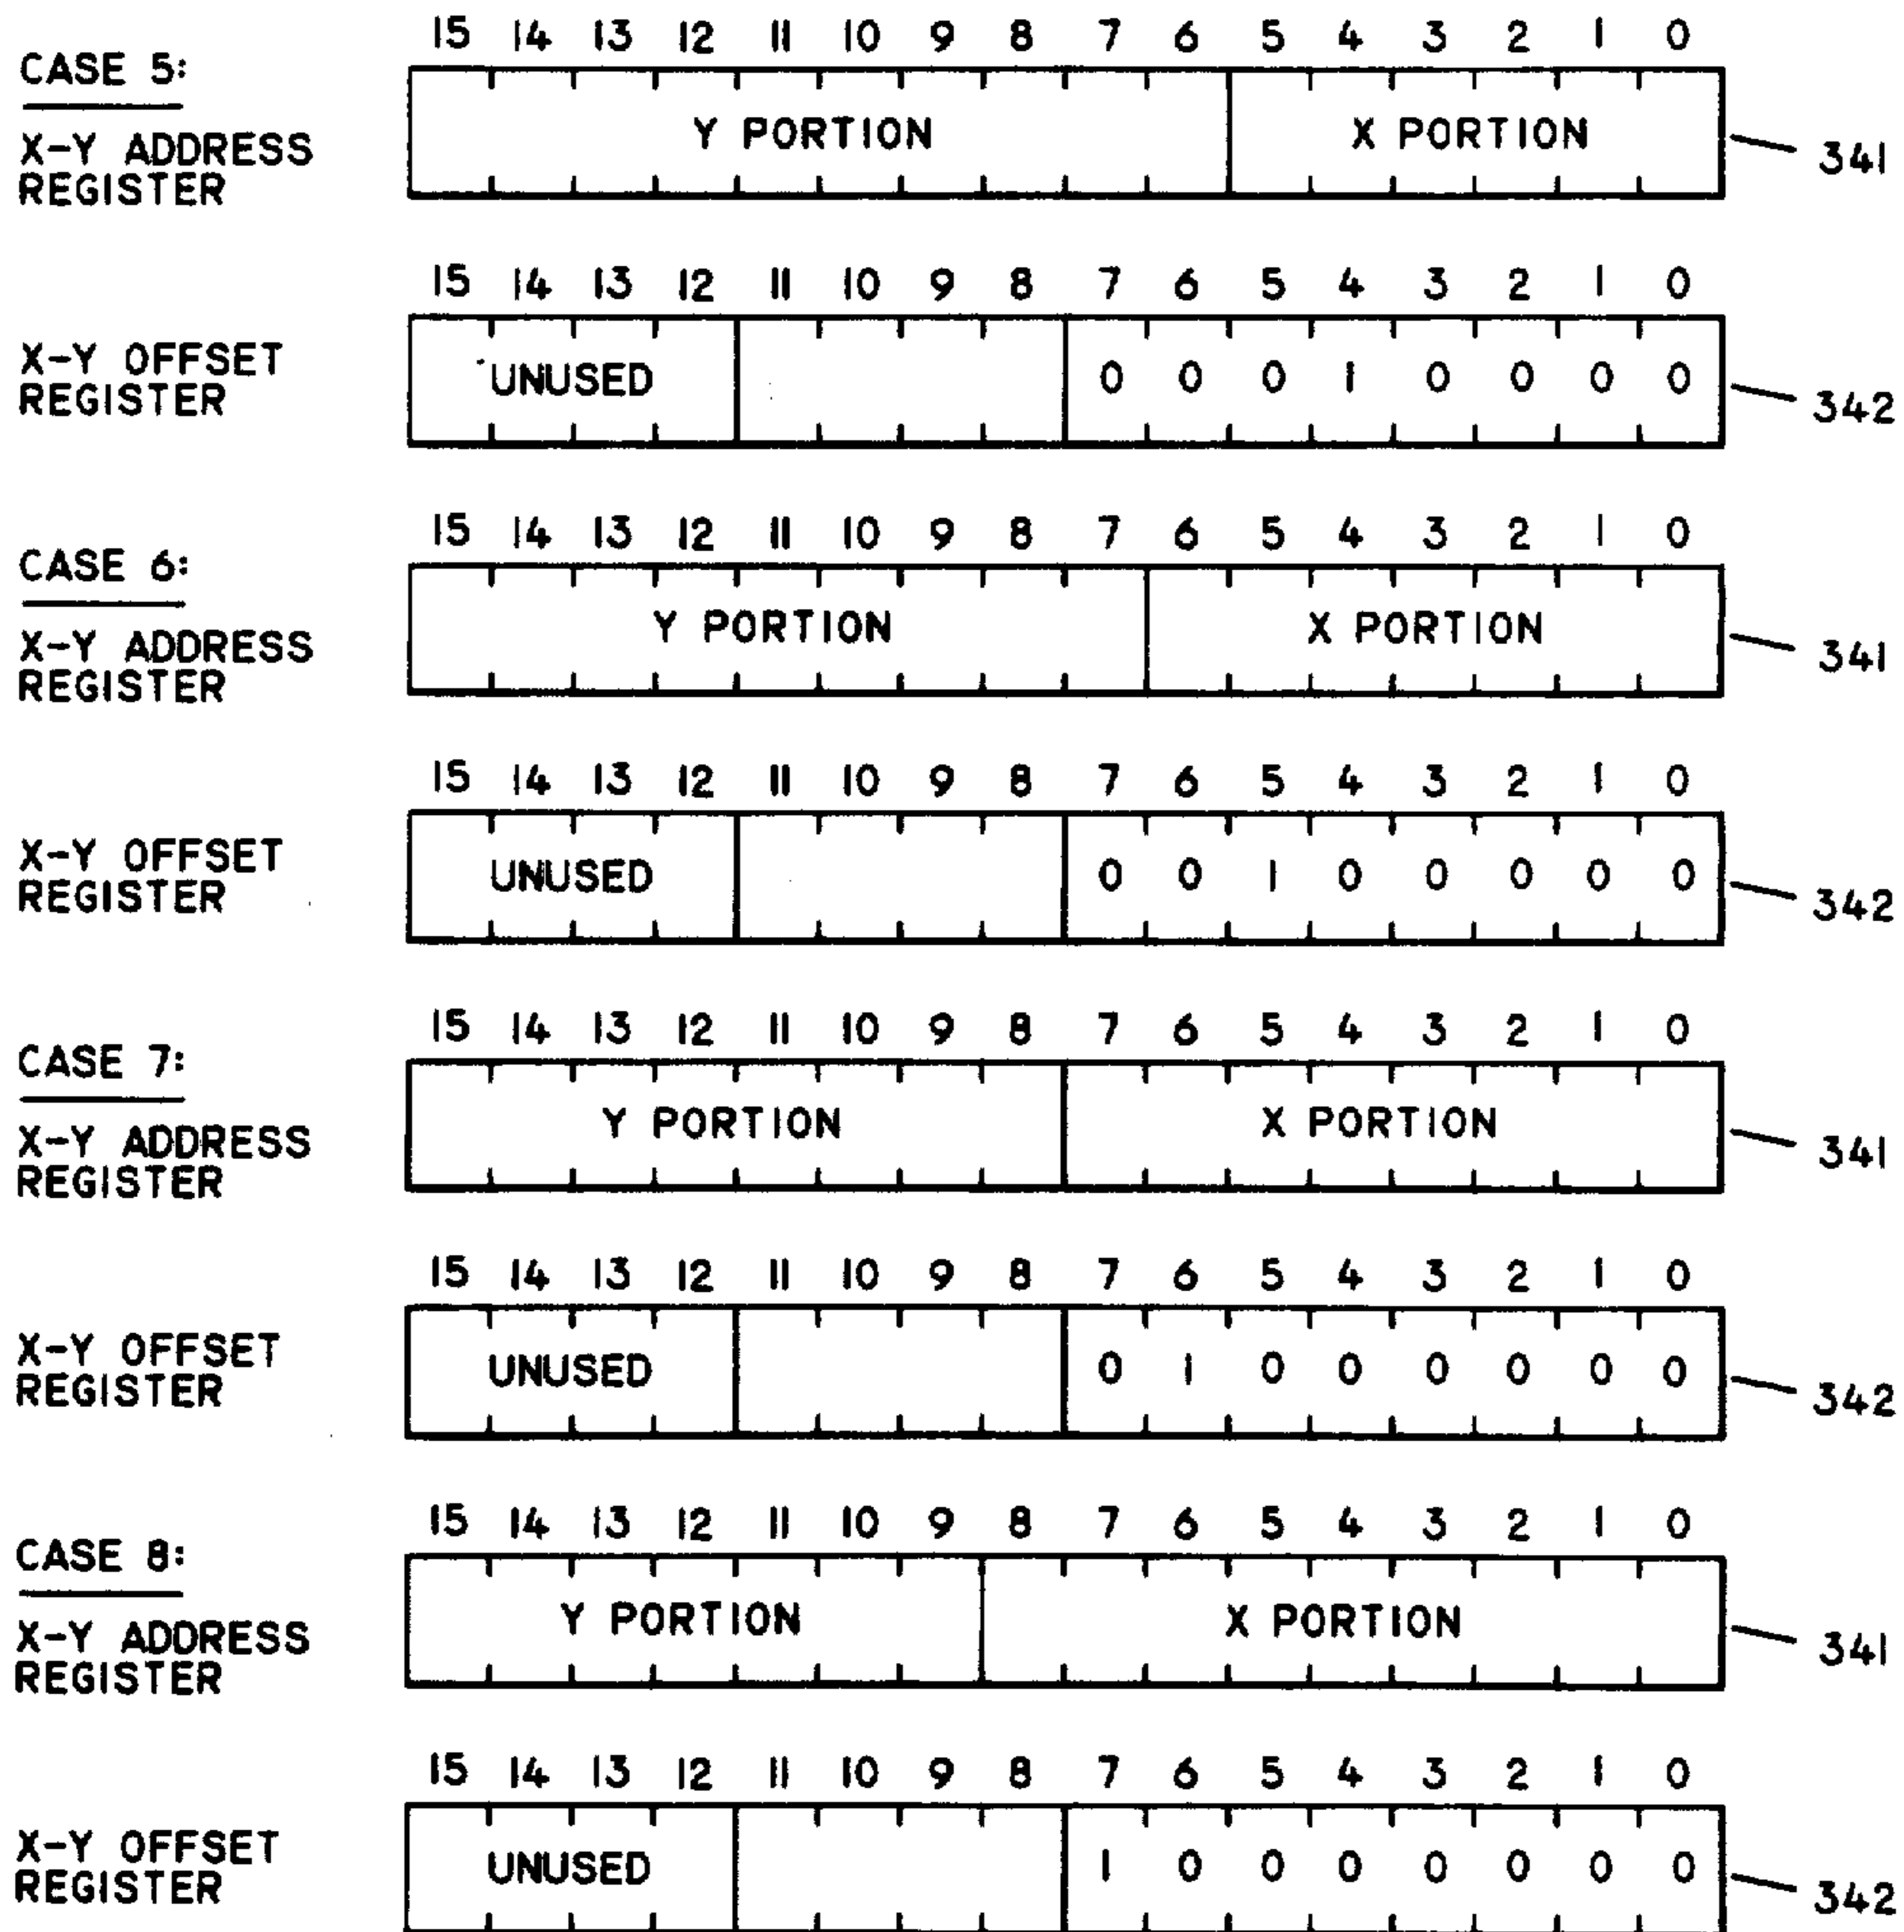 15 14 13 12 11 10 9 8 7 6 5 4 3 2 1 0
CASE 5:
X-Y ADDRESS
REGISTER
Y PORTION X PORTION
341
15 14 13 12 11 10 9 8 7 6 5 4 3 2 1 0
X-Y OFFSET
REGISTER
UNUSED 0 0 0 1 0 0 0 0
342
15 14 13 12 11 10 9 8 7 6 5 4 3 2 1 0
CASE 6:
X-Y ADDRESS
REGISTER
Y PORTION X PORTION
341
15 14 13 12 11 10 9 8 7 6 5 4 3 2 1 0
X-Y OFFSET
REGISTER
UNUSED 0 0 1 0 0 0 0 0
342
15 14 13 12 11 10 9 8 7 6 5 4 3 2 1 0
CASE 7:
X-Y ADDRESS
REGISTER
Y PORTION X PORTION
341
15 14 13 12 11 10 9 8 7 6 5 4 3 2 1 0
X-Y OFFSET
REGISTER
UNUSED 0 1 0 0 0 0 0 0
342
15 14 13 12 11 10 9 8 7 6 5 4 3 2 1 0
CASE 8:
X-Y ADDRESS
REGISTER
Y PORTION X PORTION
341
15 14 13 12 11 10 9 8 7 6 5 4 3 2 1 0
X-Y OFFSET
REGISTER
UNUSED 1 0 0 0 0 0 0 0
342